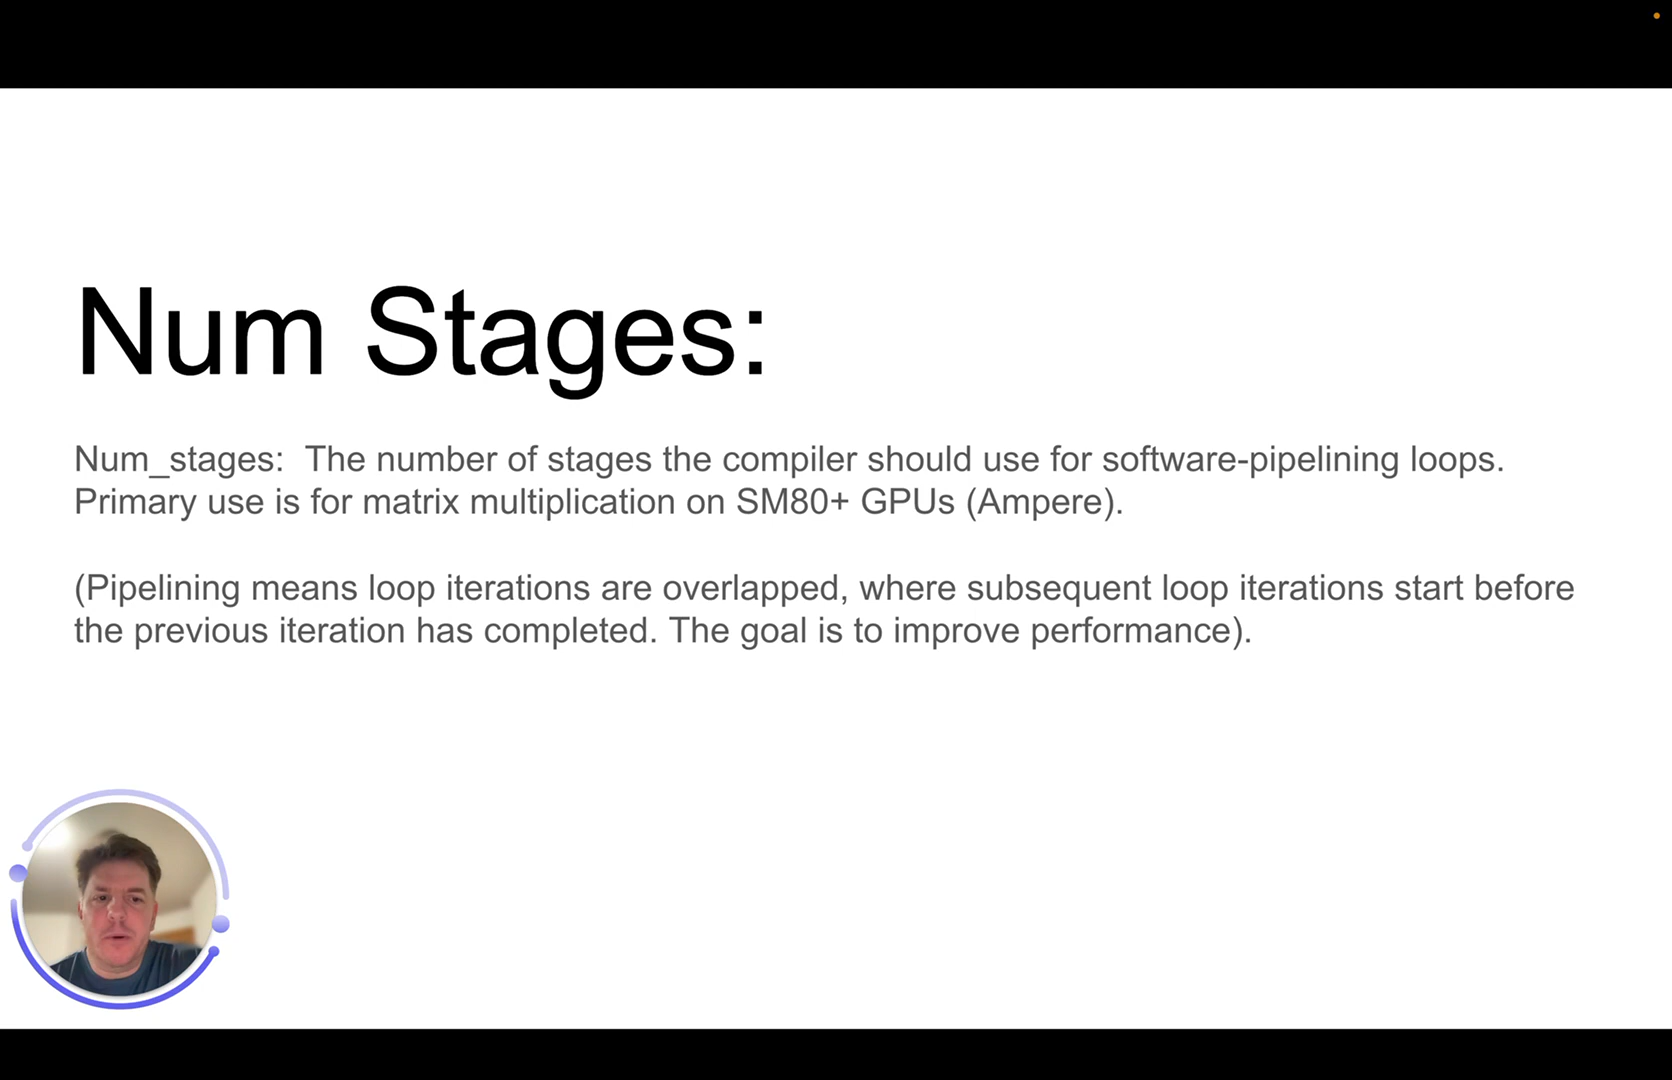 Num Stages:
Num_stages:  The number of stages the compiler should use for software-pipelining loops.
Primary use is for matrix multiplication on SM80+ GPUs (Ampere).
(Pipelining means loop iterations are overlapped, where subsequent loop iterations start before
the previous iteration has completed. The goal is to improve performance).